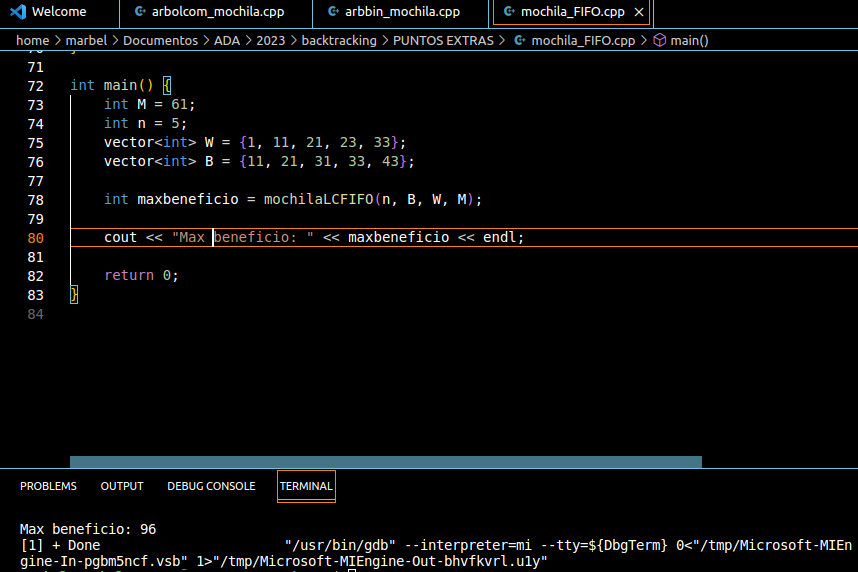 Welcome arbolcom_mochila.cpp arbbin_mochila.cpp mochila_FIFO.cpp
home > marbel > Documentos > ADA > 2023 > backtracking > PUNTOS EXTRAS > mochila_FIFO.cpp > main()
71
72 int main() {
73 int M = 61;
74 int n = 5;
75 vector<int> W = {1, 11, 21, 23, 33};
76 vector<int> B = {11, 21, 31, 33, 43};
77
78 int maxbeneficio = mochilaLCFIFO(n, B, W, M);
79
80 cout << "Max beneficio: " << maxbeneficio << endl;
81
82 return 0;
83 }
84
PROBLEMS OUTPUT DEBUG CONSOLE TERMINAL
Max beneficio: 96
[1] + Done "/usr/bin/gdb" --interpreter=mi --tty=${DbgTerm} 0<"/tmp/Microsoft-MIEn
gine-In-pgbm5ncf.vsb" 1>"/tmp/Microsoft-MIEngine-Out-bhvfkvrl.u1y"